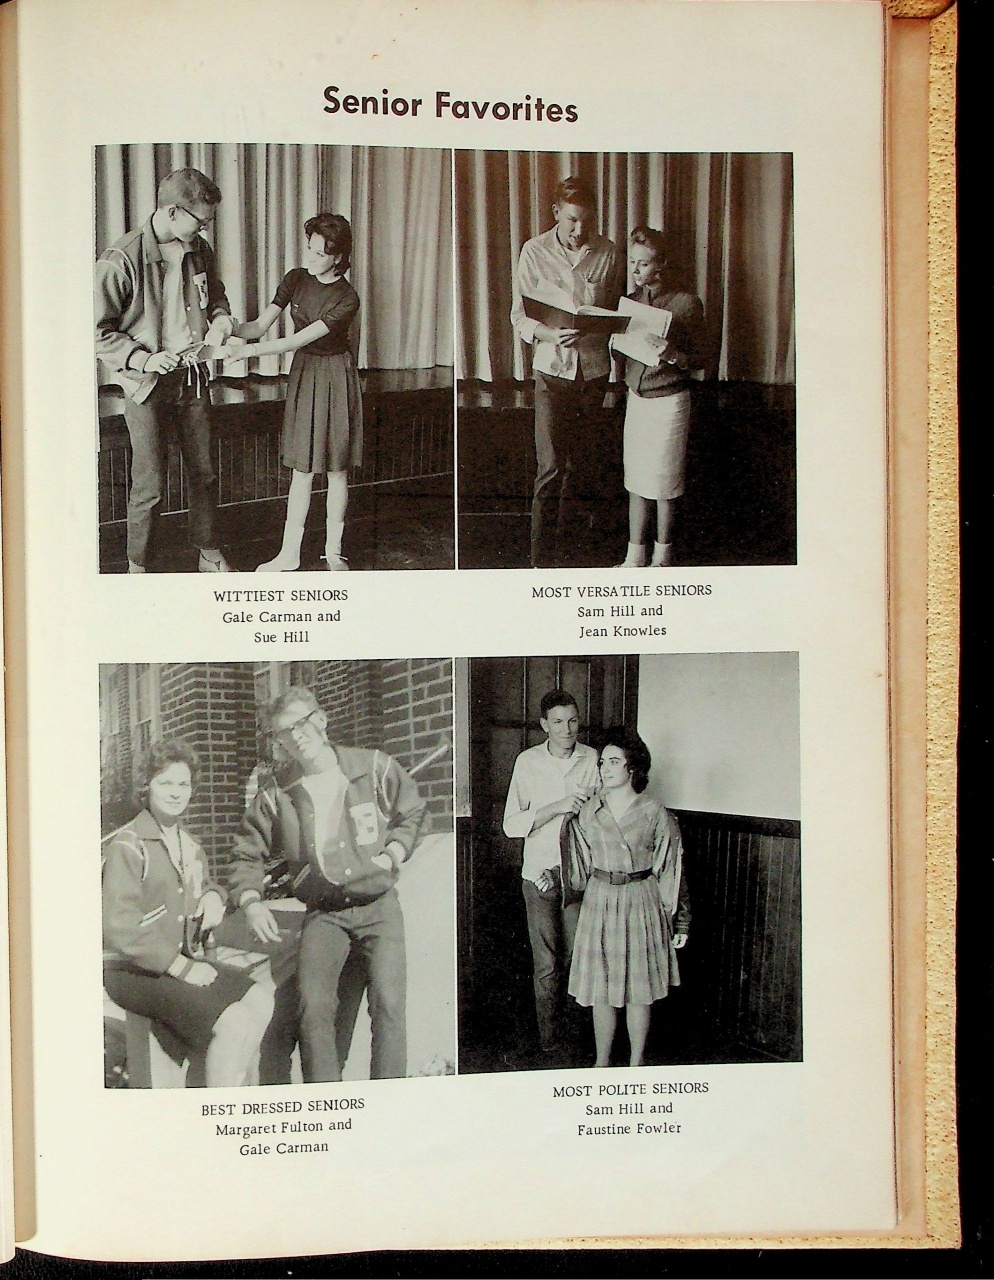 Senior Favorites
WITTIEST SENIORS
Gale Carman and
Sue Hill
MOST VERSATILE SENIORS
Sam Hill and
Jean Knowles
BEST DRESSED SENIORS
Margaret Fulton and
Gale Carman
MOST POLITE SENIORS
Sam Hill and
Faustine Fowler